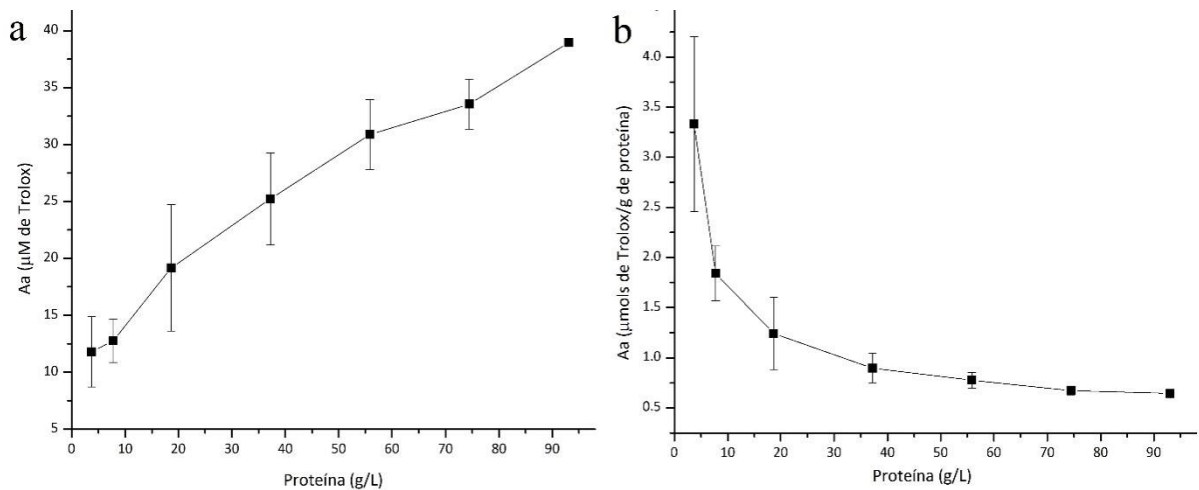 a
Aa (µM de Trolox)
40
35
30
25
20
15
10
5
0 10 20 30 40 50 60 70 80 90
Proteína (g/L)
b
Aa (µmols de Trolox/g de proteína)
4.0
3.5
3.0
2.5
2.0
1.5
1.0
0.5
0 10 20 30 40 50 60 70 80 90
Proteína (g/L)